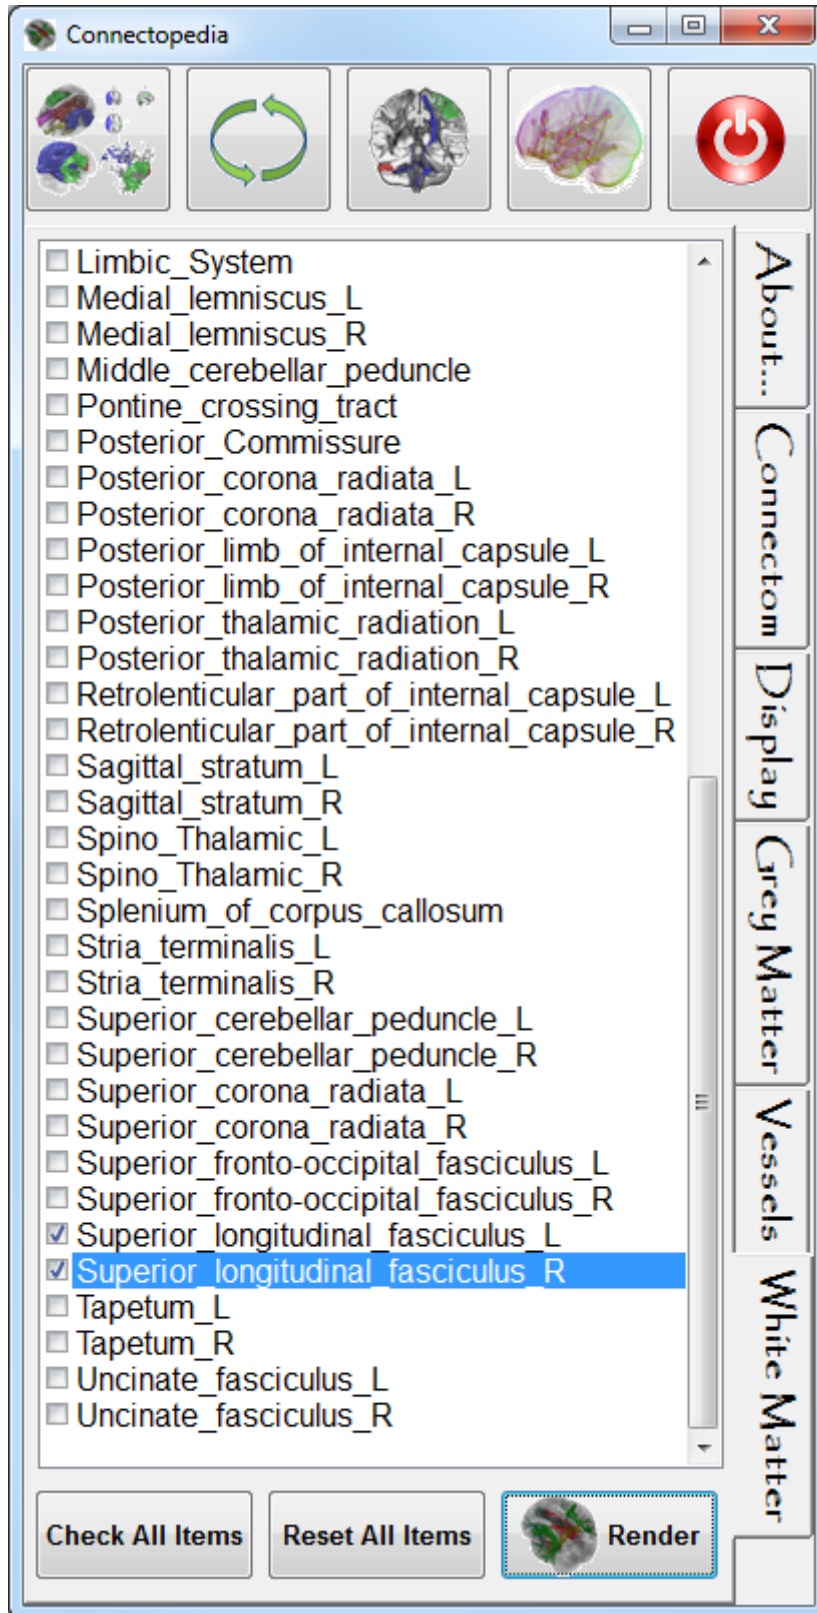 Connectopedia
Limbic_System
Medial_lemniscus_L
Medial_lemniscus_R
Middle_cerebellar_peduncle
Pontine_crossing_tract
Posterior_Commissure
Posterior_corona_radiata_L
Posterior_corona_radiata_R
Posterior_limb_of_internal_capsule_L
Posterior_limb_of_internal_capsule_R
Posterior_thalamic_radiation_L
Posterior_thalamic_radiation_R
Retrolenticular_part_of_internal_capsule_L
Retrolenticular_part_of_internal_capsule_R
Sagittal_stratum_L
Sagittal_stratum_R
Spino_Thalamic_L
Spino_Thalamic_R
Splenium_of_corpus_callosum
Stria_terminalis_L
Stria_terminalis_R
Superior_cerebellar_peduncle_L
Superior_cerebellar_peduncle_R
Superior_corona_radiata_L
Superior_corona_radiata_R
Superior_fronto-occipital_fasciculus_L
Superior_fronto-occipital_fasciculus_R
Superior_longitudinal_fasciculus_L
Superior_longitudinal_fasciculus_R
Tapetum_L
Tapetum_R
Uncinate_fasciculus_L
Uncinate_fasciculus_R
About...
Connectom
Display
Grey Matter
Vessels
White Matter
Check All Items
Reset All Items
Render